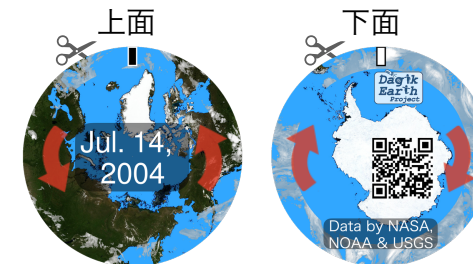 上面
下面
Jul. 14,
2004
Dagik
Earth
Project
Data by NASA,
NOAA & USGS